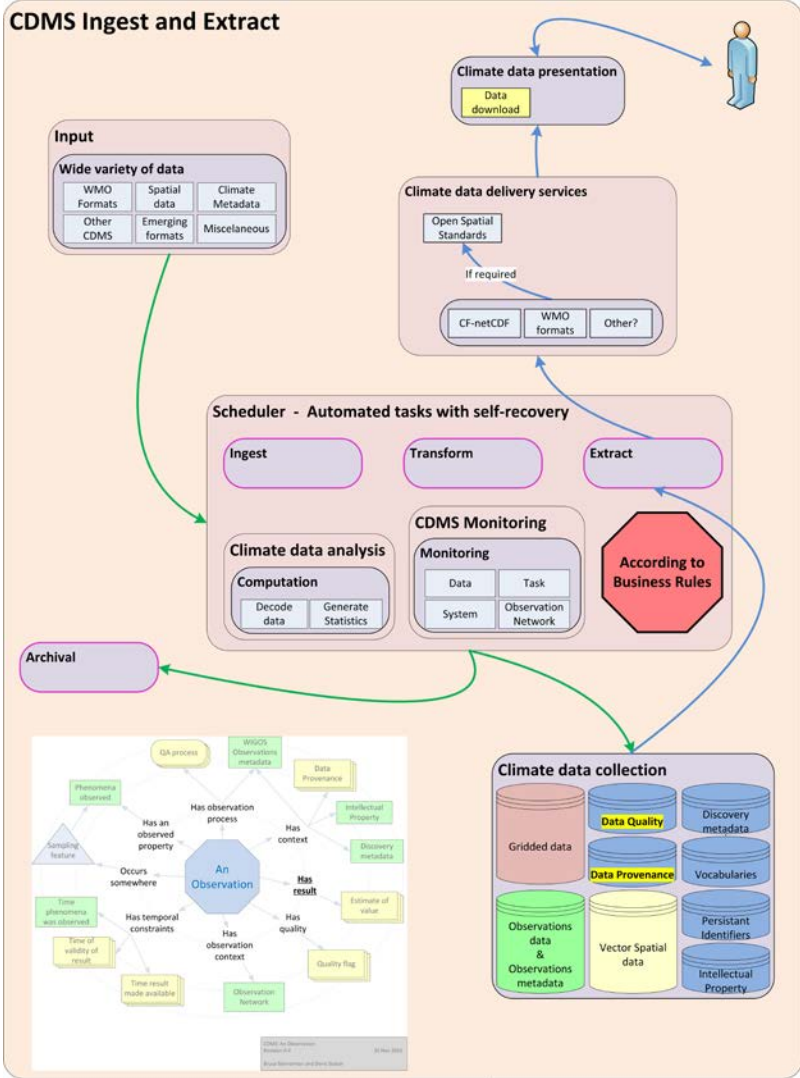 CDMS Ingest and Extract
Climate data presentation
Data
download
Input
Wide variety of data
WMO
Formats
Spatial
data
Climate
Metadata
Other
CDMS
Emerging
formats
Miscelaneous
Climate data delivery services
Open Spatial
Standards
If required
CF-netCDF
WMO
formats
Other?
Scheduler - Automated tasks with self-recovery
Ingest
Transform
Extract
Climate data analysis
Computation
Decode
data
Generate
Statistics
CDMS Monitoring
Monitoring
Data
Task
System
Observation
Network
According to
Business Rules
Archival
QA process
WIGOS
Observations
metadata
Data
Provenance
Phenomena
observed
Has observation
process
Intellectual
Property
Has an
observed
property
Has
context
Sampling
feature
Discovery
metadata
An
Observation
Occurs
somewhere
Has
result
Time
phenomena
was observed
Estimate of
value
Has temporal
constraints
Has
quality
Has
observation
context
Time of
validity of
result
Quality flag
Time result
made available
Observation
Network
CDMS An Observation
Climate data collection
Gridded data
Data Quality
Discovery
metadata
Data Provenance
Vocabularies
Observations
data
&
Observations
metadata
Vector Spatial
data
Persistant
Identifiers
Intellectual
Property